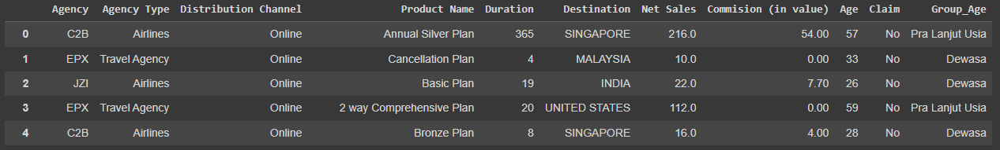 Agency Agency Type Distribution Channel Product Name Duration Destination Net Sales Commision (in value) Age Claim Group_Age
0 C2B Airlines Online Annual Silver Plan 365 SINGAPORE 216.0 54.00 57 No Pra Lanjut Usia
1 EPX Travel Agency Online Cancellation Plan 4 MALAYSIA 10.0 0.00 33 No Dewasa
2 JZI Airlines Online Basic Plan 19 INDIA 22.0 7.70 26 No Dewasa
3 EPX Travel Agency Online 2 way Comprehensive Plan 20 UNITED STATES 112.0 0.00 59 No Pra Lanjut Usia
4 C2B Airlines Online Bronze Plan 8 SINGAPORE 16.0 4.00 28 No Dewasa